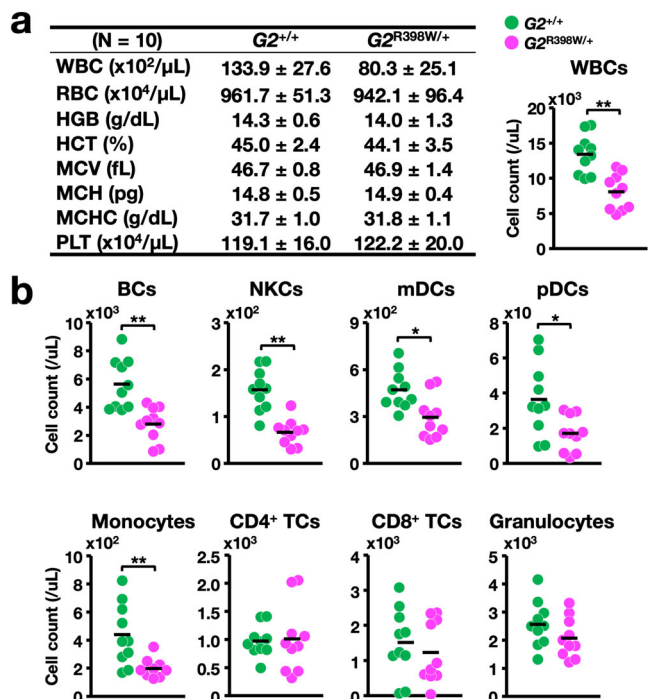 a
(N = 10) G2+/+ G2R398W/+
WBC (x10²/µL) 133.9 ± 27.6 80.3 ± 25.1
RBC (x10⁴/µL) 961.7 ± 51.3 942.1 ± 96.4
HGB (g/dL) 14.3 ± 0.6 14.0 ± 1.3
HCT (%) 45.0 ± 2.4 44.1 ± 3.5
MCV (fL) 46.7 ± 0.8 46.9 ± 1.4
MCH (pg) 14.8 ± 0.5 14.9 ± 0.4
MCHC (g/dL) 31.7 ± 1.0 31.8 ± 1.1
PLT (x10⁴/µL) 119.1 ± 16.0 122.2 ± 20.0
G2+/+
G2R398W/+
WBCs
x10³
Cell count (/uL)
20
15
10
5
0
**
b
BCs
x10³
Cell count (/uL)
10
8
6
4
2
0
**
NKCs
x10²
3
2
1
0
**
mDCs
x10²
9
6
3
0
*
pDCs
x10
8
6
4
2
0
*
Monocytes
x10²
Cell count (/uL)
10
8
6
4
2
0
**
CD4⁺ TCs
x10³
2.5
2.0
1.5
1.0
0.5
0
CD8⁺ TCs
x10³
4
3
2
1
0
Granulocytes
x10³
5
4
3
2
1
0